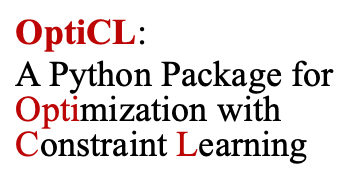 OptiCL:
A Python Package for
Optimization with
Constraint Learning